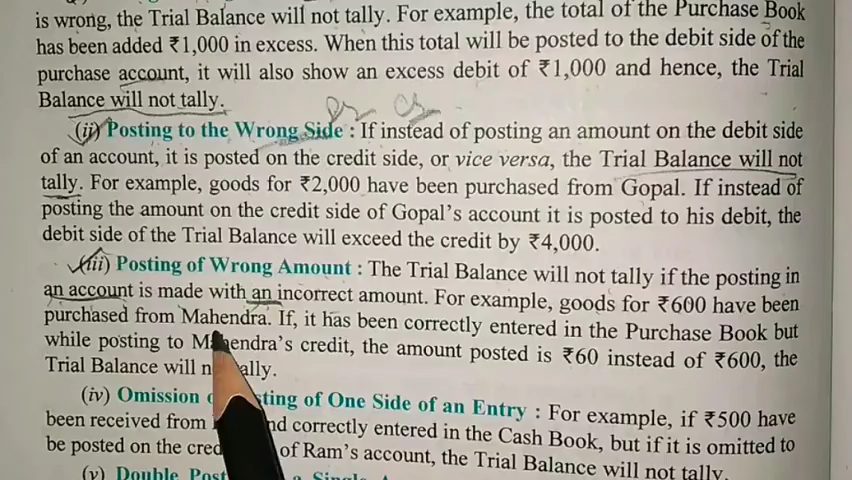 is wrong, the Trial Balance will not tally. For example, the total of the Purchase Book
has been added ₹1,000 in excess. When this total will be posted to the debit side of the
purchase account, it will also show an excess debit of ₹1,000 and hence, the Trial
Balance will not tally.
Dr Cr
(ii) Posting to the Wrong Side : If instead of posting an amount on the debit side
of an account, it is posted on the credit side, or vice versa, the Trial Balance will not
tally. For example, goods for ₹2,000 have been purchased from Gopal. If instead of
posting the amount on the credit side of Gopal's account it is posted to his debit, the
debit side of the Trial Balance will exceed the credit by ₹4,000.
(iii) Posting of Wrong Amount : The Trial Balance will not tally if the posting in
an account is made with an incorrect amount. For example, goods for ₹600 have been
purchased from Mahendra. If, it has been correctly entered in the Purchase Book but
while posting to Mahendra's credit, the amount posted is ₹60 instead of ₹600, the
Trial Balance will tally.
(iv) Omission of One Side of an Entry : For example, if ₹500 have
been received from and correctly entered in the Cash Book, but if it is omitted to
be posted on the of Ram's account, the Trial Balance will not tally.
(v) Double